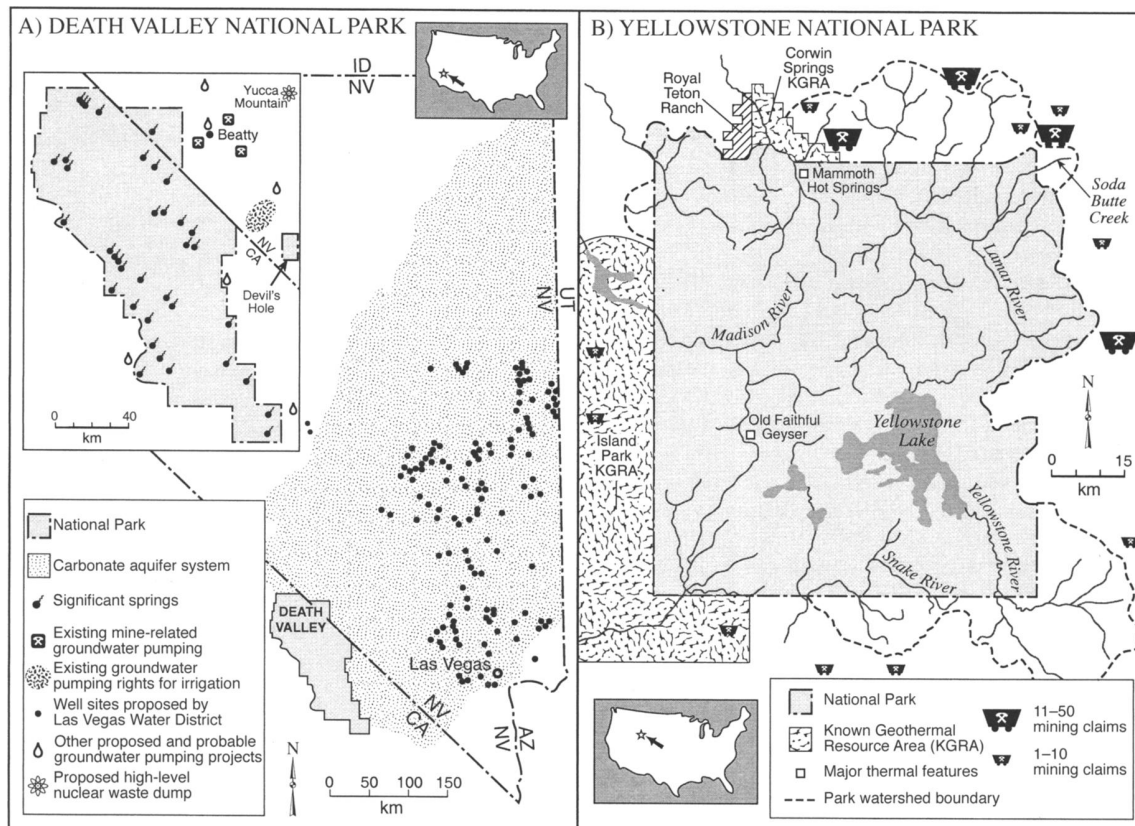 A) DEATH VALLEY NATIONAL PARK
ID
NV
Yucca
Mountain
Beatty
NV
CA
Devil's
Hole
0 40
km
UT
NV
DEATH
VALLEY
Las Vegas
NV
CA
AZ
NV
N
0 50 100 150
km
National Park
Carbonate aquifer system
Significant springs
Existing mine-related
groundwater pumping
Existing groundwater
pumping rights for irrigation
Well sites proposed by
Las Vegas Water District
Other proposed and probable
groundwater pumping projects
Proposed high-level
nuclear waste dump
B) YELLOWSTONE NATIONAL PARK
Royal
Teton
Ranch
Corwin
Springs
KGRA
Mammoth
Hot Springs
Soda
Butte
Creek
Lamar River
Madison River
Old Faithful
Geyser
Yellowstone
Lake
Island
Park
KGRA
N
0 15
km
Yellowstone River
Snake River
National Park
Known Geothermal
Resource Area (KGRA)
Major thermal features
Park watershed boundary
11–50
mining claims
1–10
mining claims